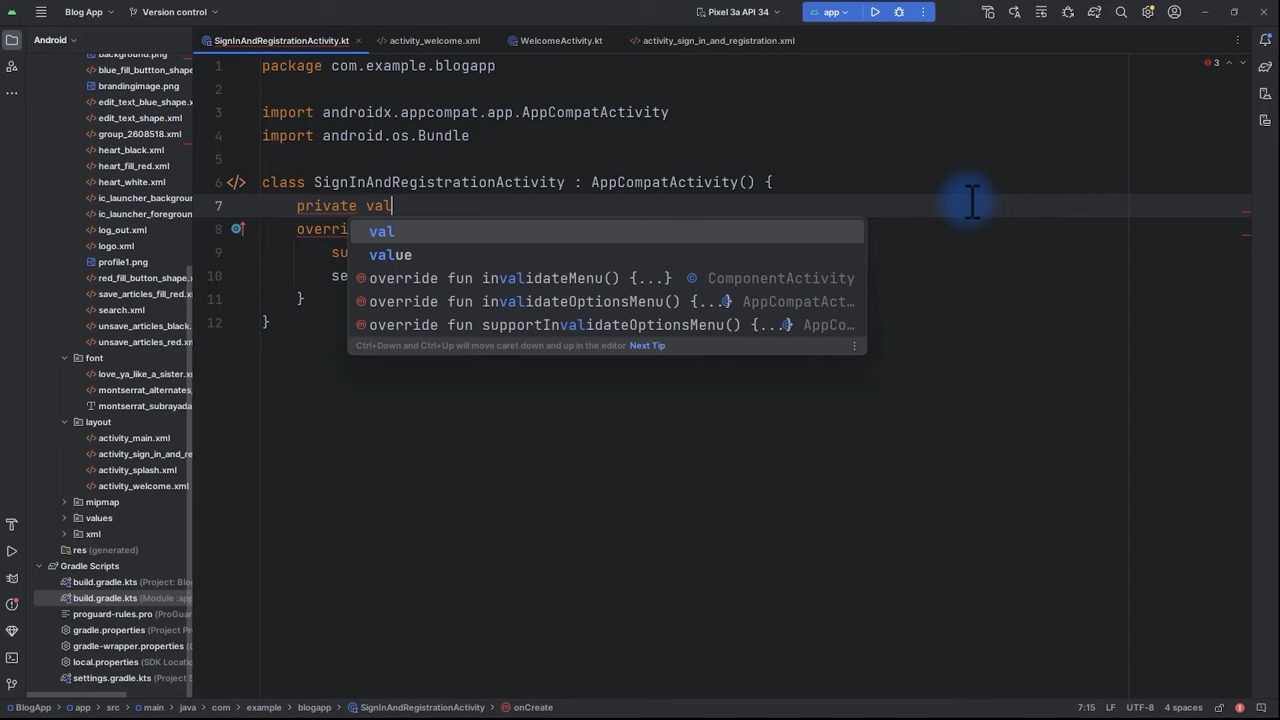 Blog App
Version control
Pixel 3a API 34
app
Android
SignInAndRegistrationActivity.kt
activity_welcome.xml
WelcomeActivity.kt
activity_sign_in_and_registration.xml
background.png
blue_fill_buttton_shape
brandingimage.png
edit_text_blue_shape.x
edit_text_shape.xml
group_2608518.xml
heart_black.xml
heart_fill_red.xml
heart_white.xml
ic_launcher_backgroun
ic_launcher_foregroun
log_out.xml
logo.xml
profile1.png
red_fill_button_shape
save_articles_fill_red.x
search.xml
unsave_articles_black.
unsave_articles_red.xn
font
love_ya_like_a_sister.x
montserrat_alternates_
montserrat_subrayada
layout
activity_main.xml
activity_sign_in_and_re
activity_splash.xml
activity_welcome.xml
mipmap
values
xml
res (generated)
Gradle Scripts
build.gradle.kts (Project: Blo
build.gradle.kts (Module :app
proguard-rules.pro (ProGua
gradle.properties (Project Pr
gradle-wrapper.properties (G
local.properties (SDK Locatio
settings.gradle.kts (Project S
1 package com.example.blogapp
2
3 import androidx.appcompat.app.AppCompatActivity
4 import android.os.Bundle
5
6 class SignInAndRegistrationActivity : AppCompatActivity() {
7 private val
8 overri
9 su
10 se
11 }
12 }
3
val
value
override fun invalidateMenu() {...} ComponentActivity
override fun invalidateOptionsMenu() {...} AppCompatAct...
override fun supportInvalidateOptionsMenu() {...} AppCo...
Ctrl+Down and Ctrl+Up will move caret down and up in the editor Next Tip
BlogApp > app > src > main > java > com > example > blogapp > SignInAndRegistrationActivity > onCreate
7:15 LF UTF-8 4 spaces